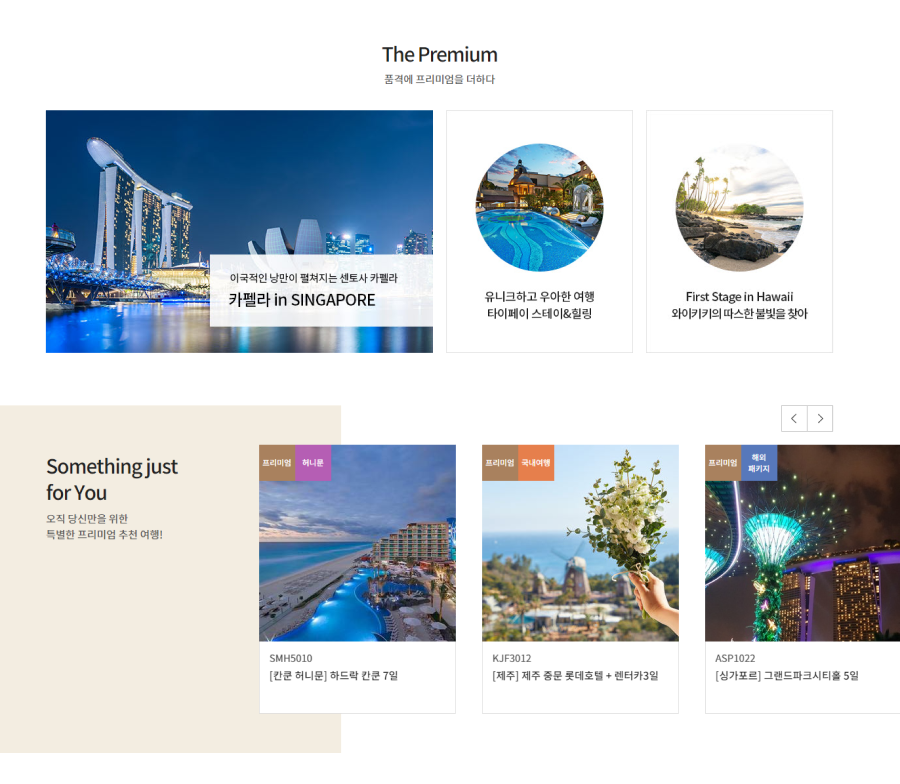 The Premium
품격에 프리미엄을 더하다
이국적인 낭만이 펼쳐지는 센토사 카펠라
카펠라 in SINGAPORE
유니크하고 우아한 여행
타이페이 스테이&힐링
First Stage in Hawaii
와이키키의 따스한 불빛을 찾아
Something just
for You
오직 당신만을 위한
특별한 프리미엄 추천 여행!
프리미엄
허니문
SMH5010
[칸쿤 허니문] 하드락 칸쿤 7일
프리미엄
국내여행
KJF3012
[제주] 제주 중문 롯데호텔 + 렌터카3일
프리미엄
해외
패키지
ASP1022
[싱가포르] 그랜드파크시티홀 5일